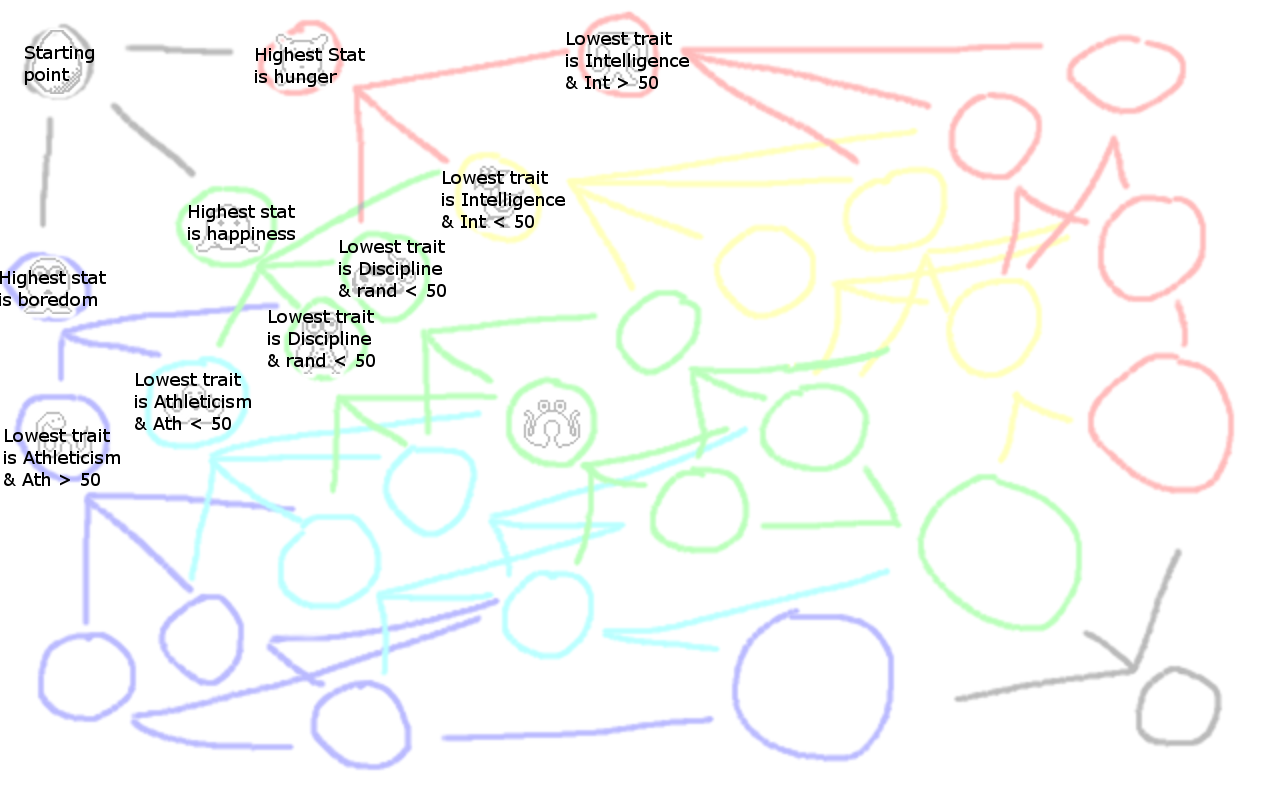 Starting
point
Highest Stat
is hunger
Lowest trait
is Intelligence
& Int > 50
Lowest trait
is Intelligence
& Int < 50
Highest stat
is happiness
Lowest trait
is Discipline
& rand < 50
Highest stat
is boredom
Lowest trait
is Discipline
& rand < 50
Lowest trait
is Athleticism
& Ath < 50
Lowest trait
is Athleticism
& Ath > 50